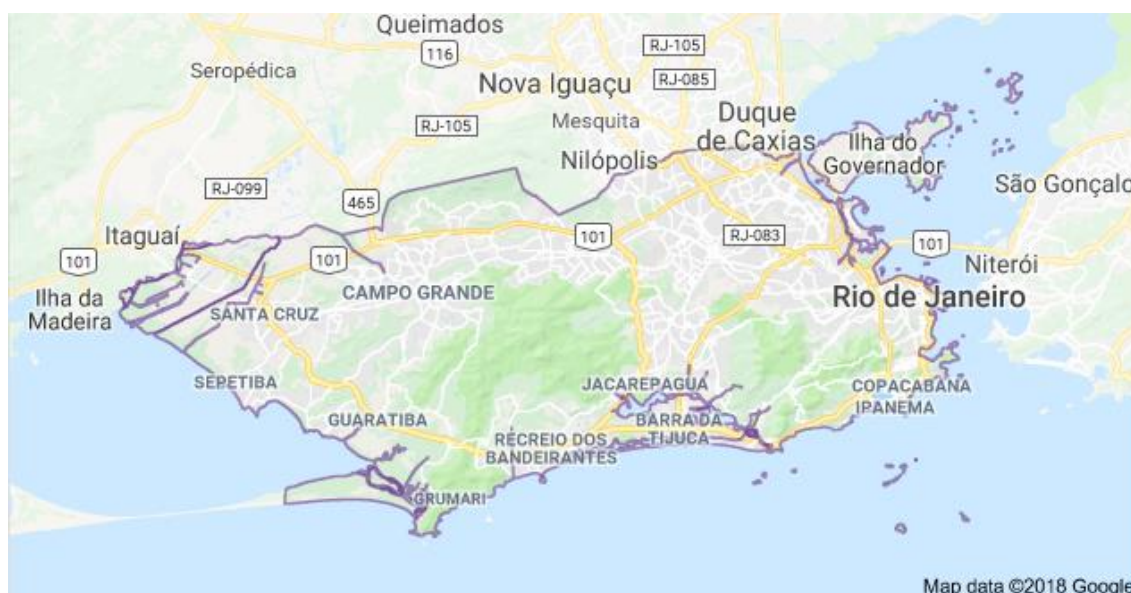 Queimados
116
RJ-105
Seropédica
RJ-085
Nova Iguaçu
Mesquita
Duque
de Caxias
RJ-105
Nilópolis
Ilha do
Governador
São Gonçalo
RJ-099
465
Itaguaí
101
101
RJ-083
101
101
Niterói
Ilha da
Madeira
CAMPO GRANDE
Rio de Janeiro
SANTA CRUZ
SEPETIBA
JACAREPAGUÁ
COPACABANA
IPANEMA
GUARATIBA
BARRA DA
TIJUCA
RECREIO DOS
BANDEIRANTES
GRUMARI
Map data ©2018 Google